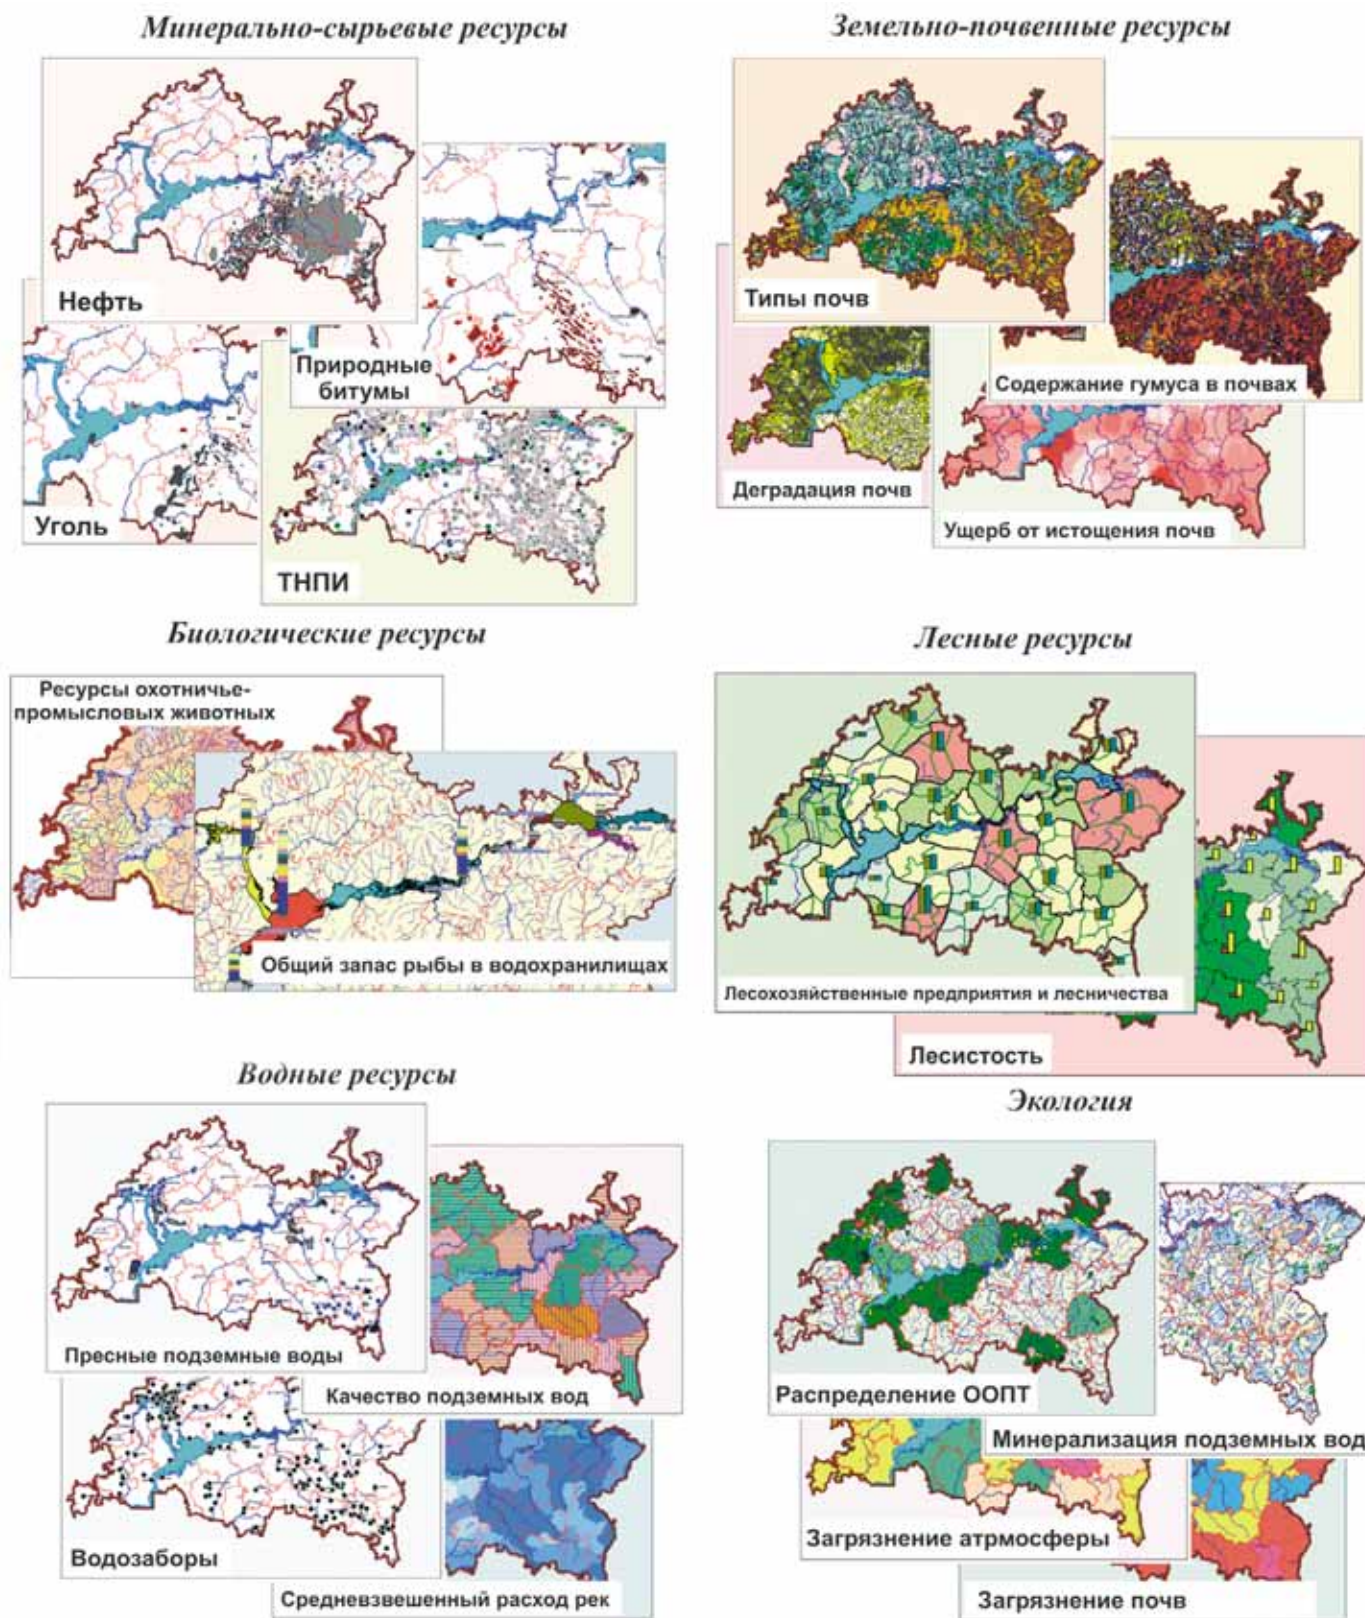 Минерально-сырьевые ресурсы
Нефть
Природные
битумы
Уголь
ТНПИ
Земельно-почвенные ресурсы
Типы почв
Содержание гумуса в почвах
Деградация почв
Ущерб от истощения почв
Биологические ресурсы
Ресурсы охотничье-
промысловых животных
Общий запас рыбы в водохранилищах
Лесные ресурсы
Лесохозяйственные предприятия и лесничества
Лесистость
Водные ресурсы
Пресные подземные воды
Качество подземных вод
Водозаборы
Средневзвешенный расход рек
Экология
Распределение ООПТ
Минерализация подземных вод
Загрязнение атрмосферы
Загрязнение почв